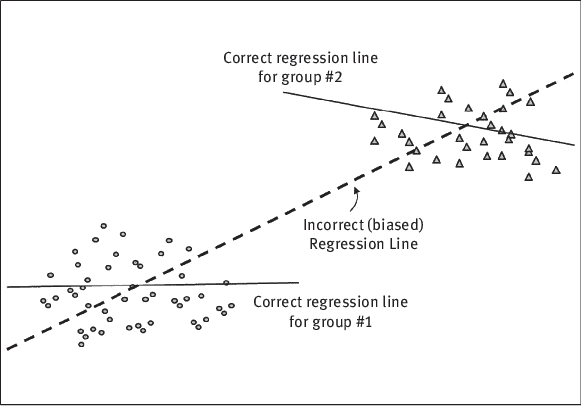 Correct regression line
for group #2
Incorrect (biased)
Regression Line
Correct regression line
for group #1